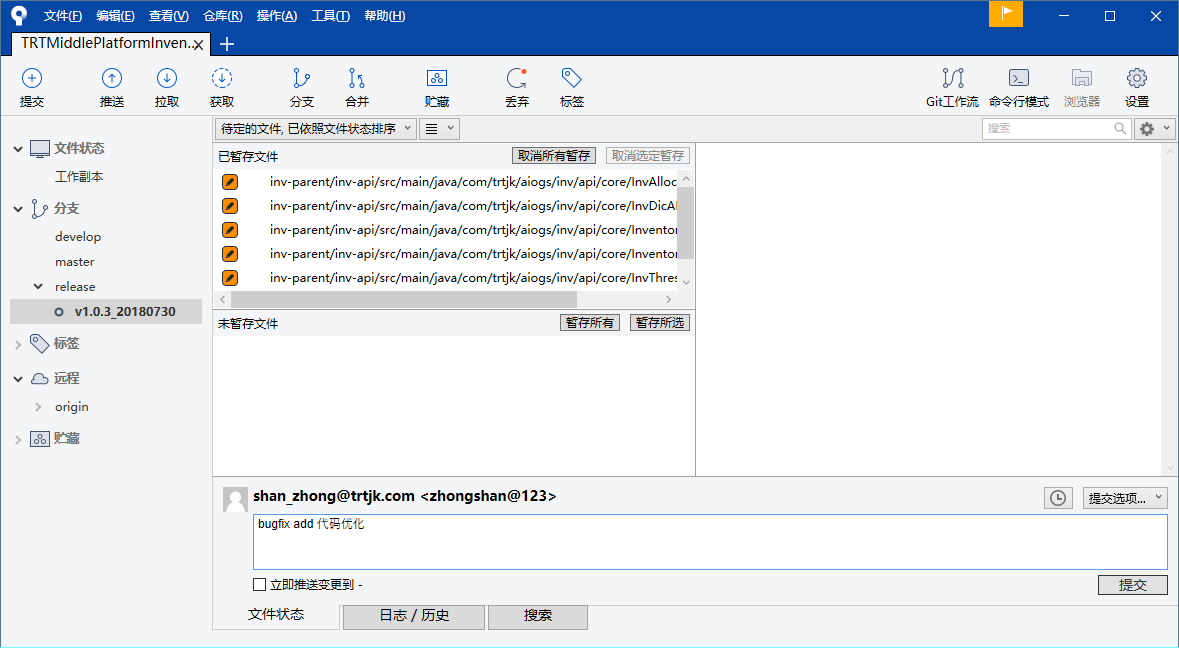 文件(F) 编辑(E) 查看(V) 仓库(R) 操作(A) 工具(T) 帮助(H)
TRTMiddlePlatformInven..
提交 推送 拉取 获取 分支 合并 贮藏 丢弃 标签 Git工作流 命令行模式 浏览器 设置
待定的文件, 已依照文件状态排序
搜索
文件状态
工作副本
分支
develop
master
release
v1.0.3_20180730
标签
远程
origin
贮藏
已暂存文件 取消所有暂存 取消选定暂存
inv-parent/inv-api/src/main/java/com/trtjk/aiogs/inv/api/core/InvAlloc
inv-parent/inv-api/src/main/java/com/trtjk/aiogs/inv/api/core/InvDicA
inv-parent/inv-api/src/main/java/com/trtjk/aiogs/inv/api/core/Inventor
inv-parent/inv-api/src/main/java/com/trtjk/aiogs/inv/api/core/Inventor
inv-parent/inv-api/src/main/java/com/trtjk/aiogs/inv/api/core/InvThres
未暂存文件 暂存所有 暂存所选
shan_zhong@trtjk.com <zhongshan@123>
提交选项...
bugfix add 代码优化
立即推送变更到 -
提交
文件状态 日志 / 历史 搜索